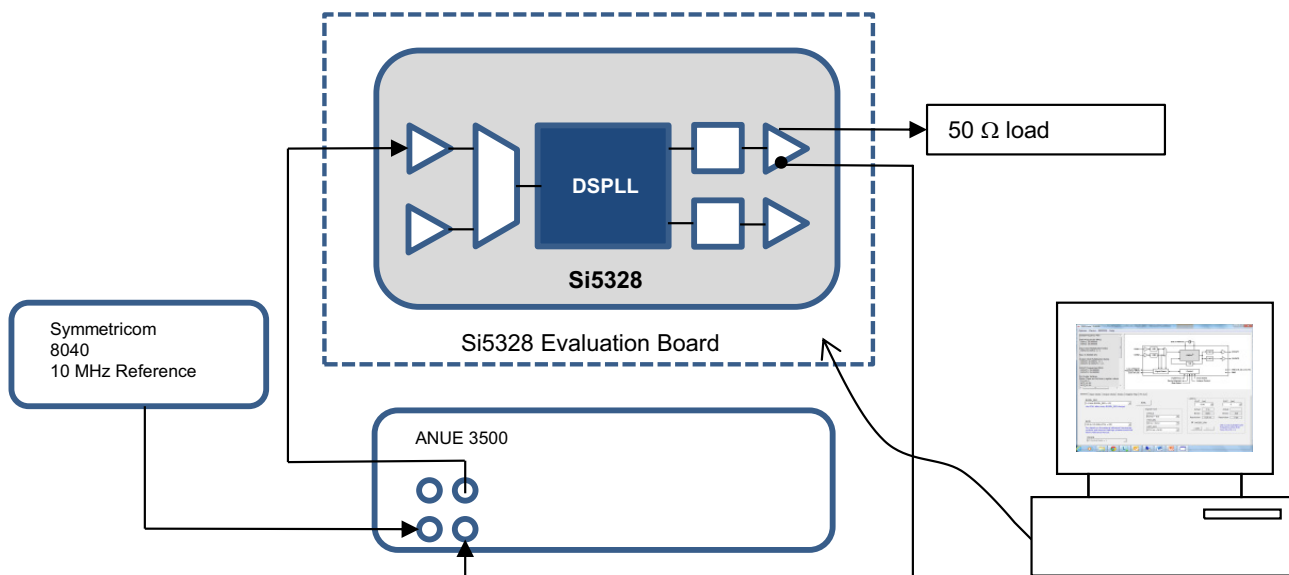 50 Ω load
DSPLL
Si5328
Si5328 Evaluation Board
Symmetricom
8040
10 MHz Reference
ANUE 3500